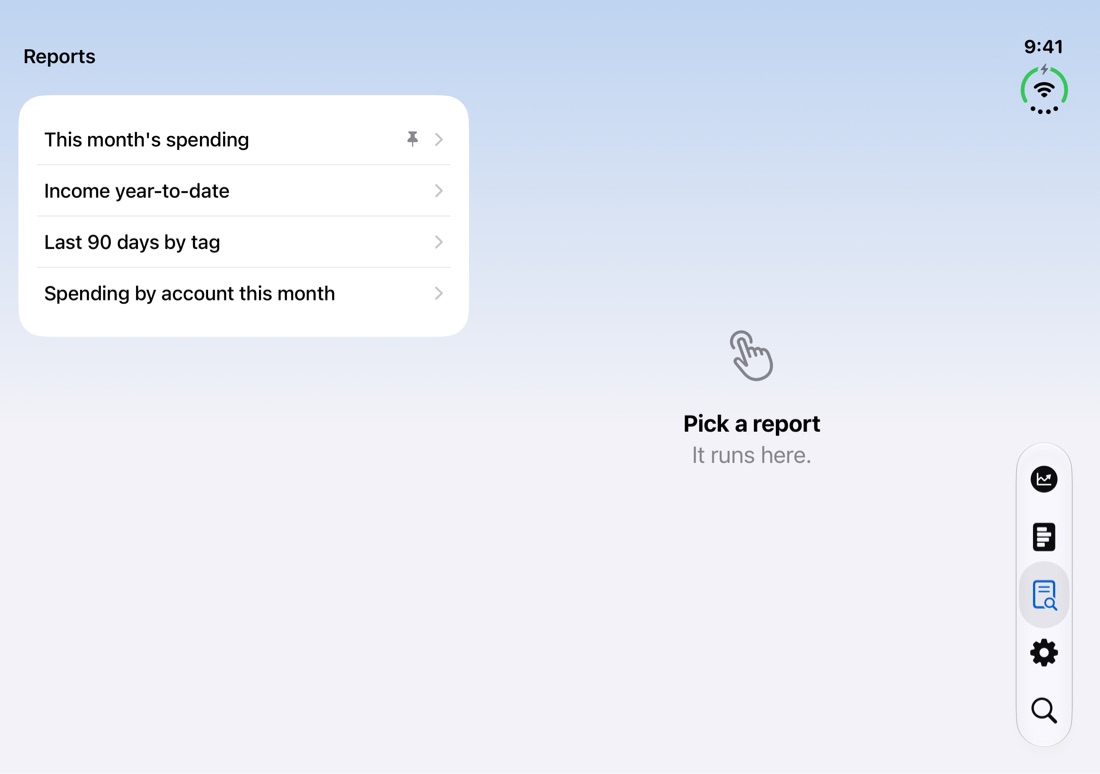 Reports
9:41
This month's spending
Income year-to-date
Last 90 days by tag
Spending by account this month
Pick a report
It runs here.